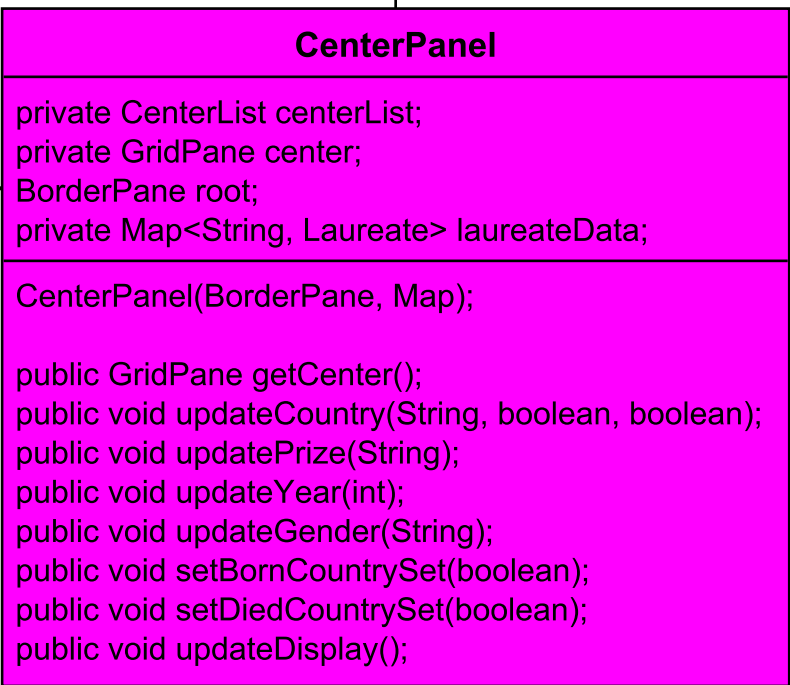 CenterPanel
private CenterList centerList;
private GridPane center;
BorderPane root;
private Map<String, Laureate> laureateData;
CenterPanel(BorderPane, Map);
public GridPane getCenter();
public void updateCountry(String, boolean, boolean);
public void updatePrize(String);
public void updateYear(int);
public void updateGender(String);
public void setBornCountrySet(boolean);
public void setDiedCountrySet(boolean);
public void updateDisplay();